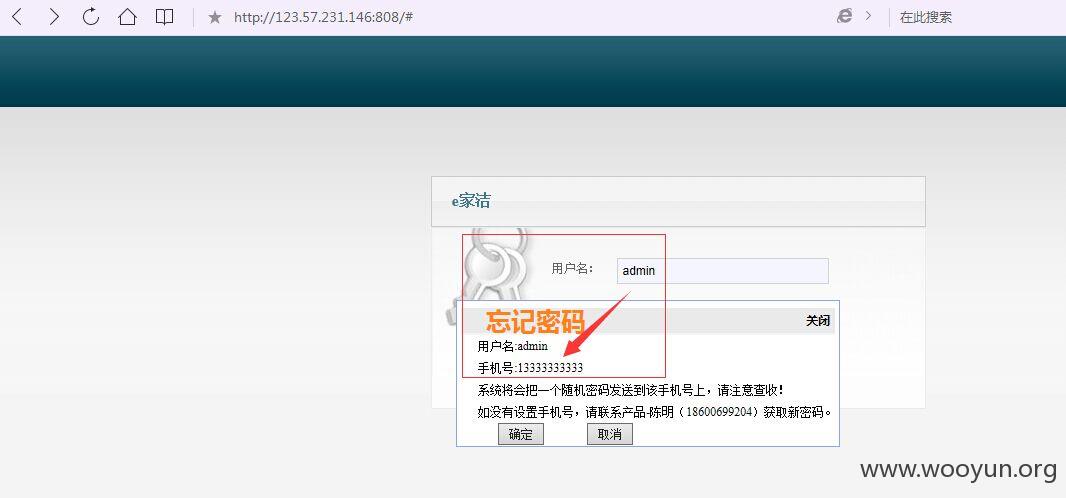 http://123.57.231.146:808/#
在此搜索
e家洁
用户名：
admin
忘记密码
关闭
用户名:admin
手机号:13333333333
系统将会把一个随机密码发送到该手机号上，请注意查收！
如没有设置手机号，请联系产品-陈明（18600699204）获取新密码。
确定
取消
www.wooyun.org